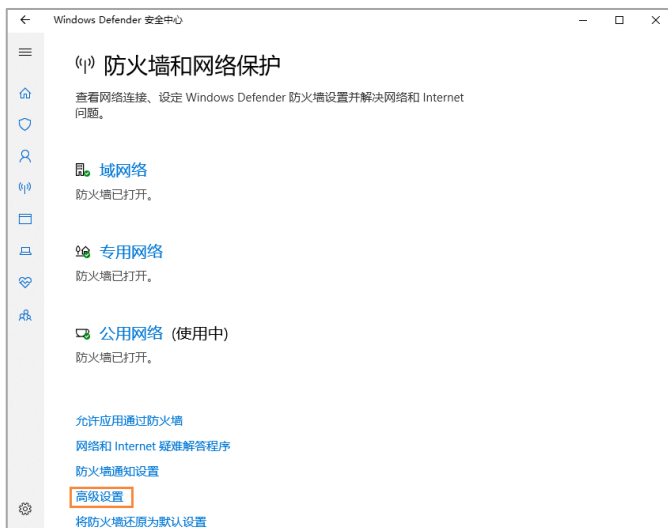 Windows Defender 安全中心
防火墙和网络保护
查看网络连接、设定 Windows Defender 防火墙设置并解决网络和 Internet
问题。
域网络
防火墙已打开。
专用网络
防火墙已打开。
公用网络 (使用中)
防火墙已打开。
允许应用通过防火墙
网络和 Internet 疑难解答程序
防火墙通知设置
高级设置
将防火墙还原为默认设置